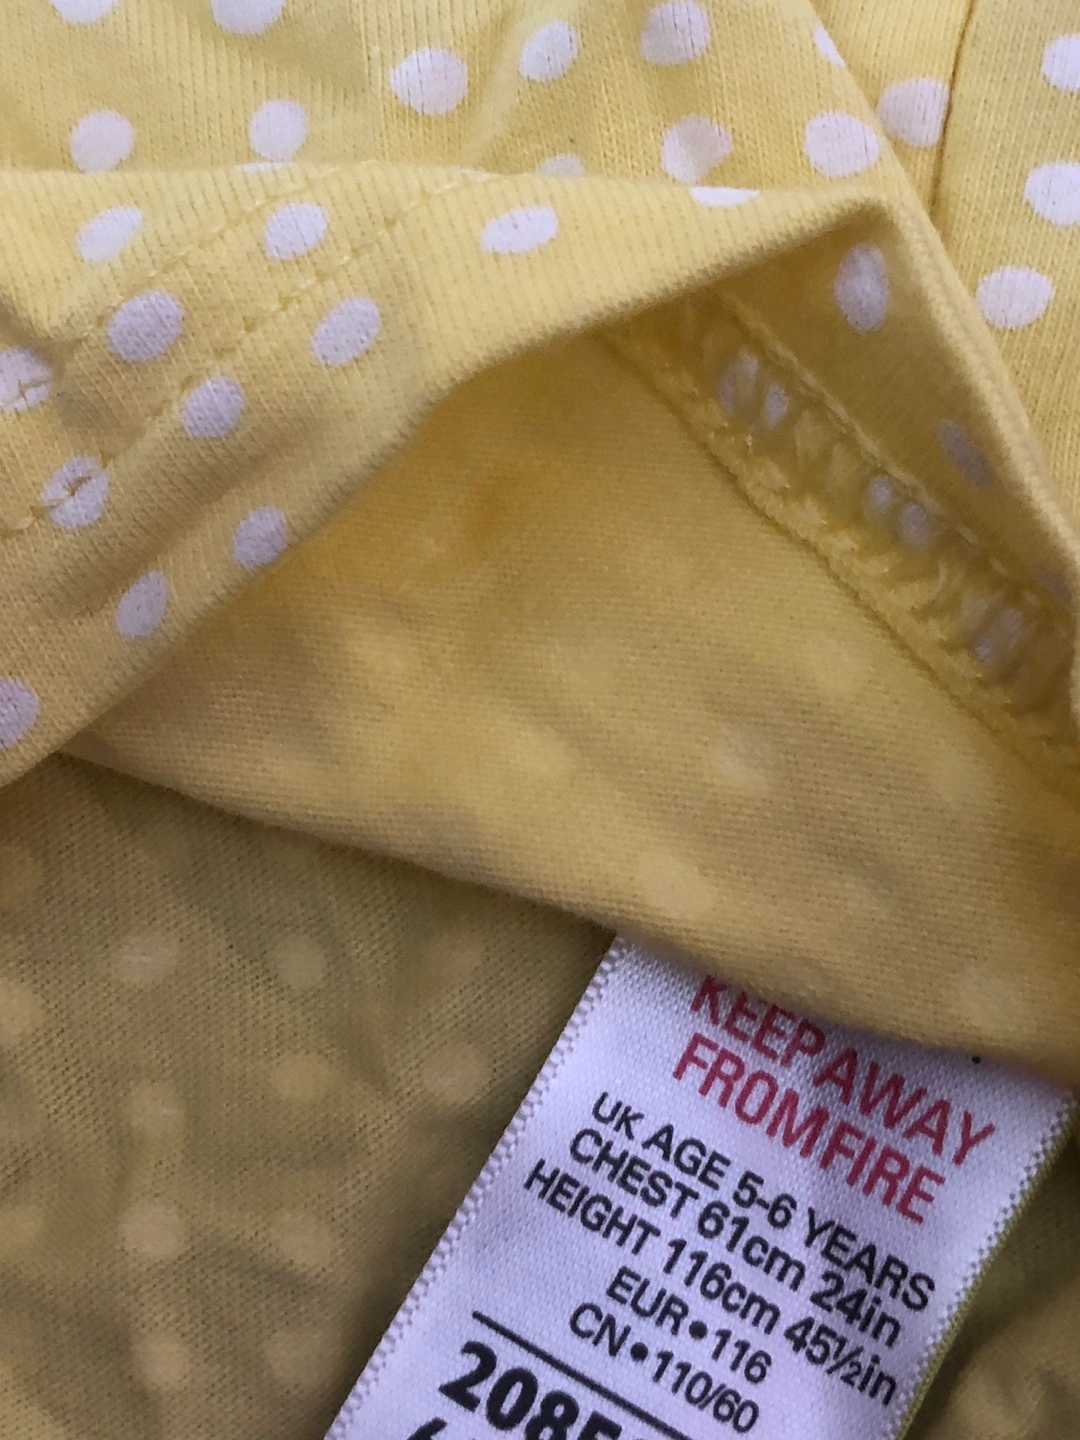 KEEP AWAY
FROM FIRE
UK AGE 5-6 YEARS
CHEST 61cm 24in
HEIGHT 116cm 45½in
EUR•116
CN•110/60